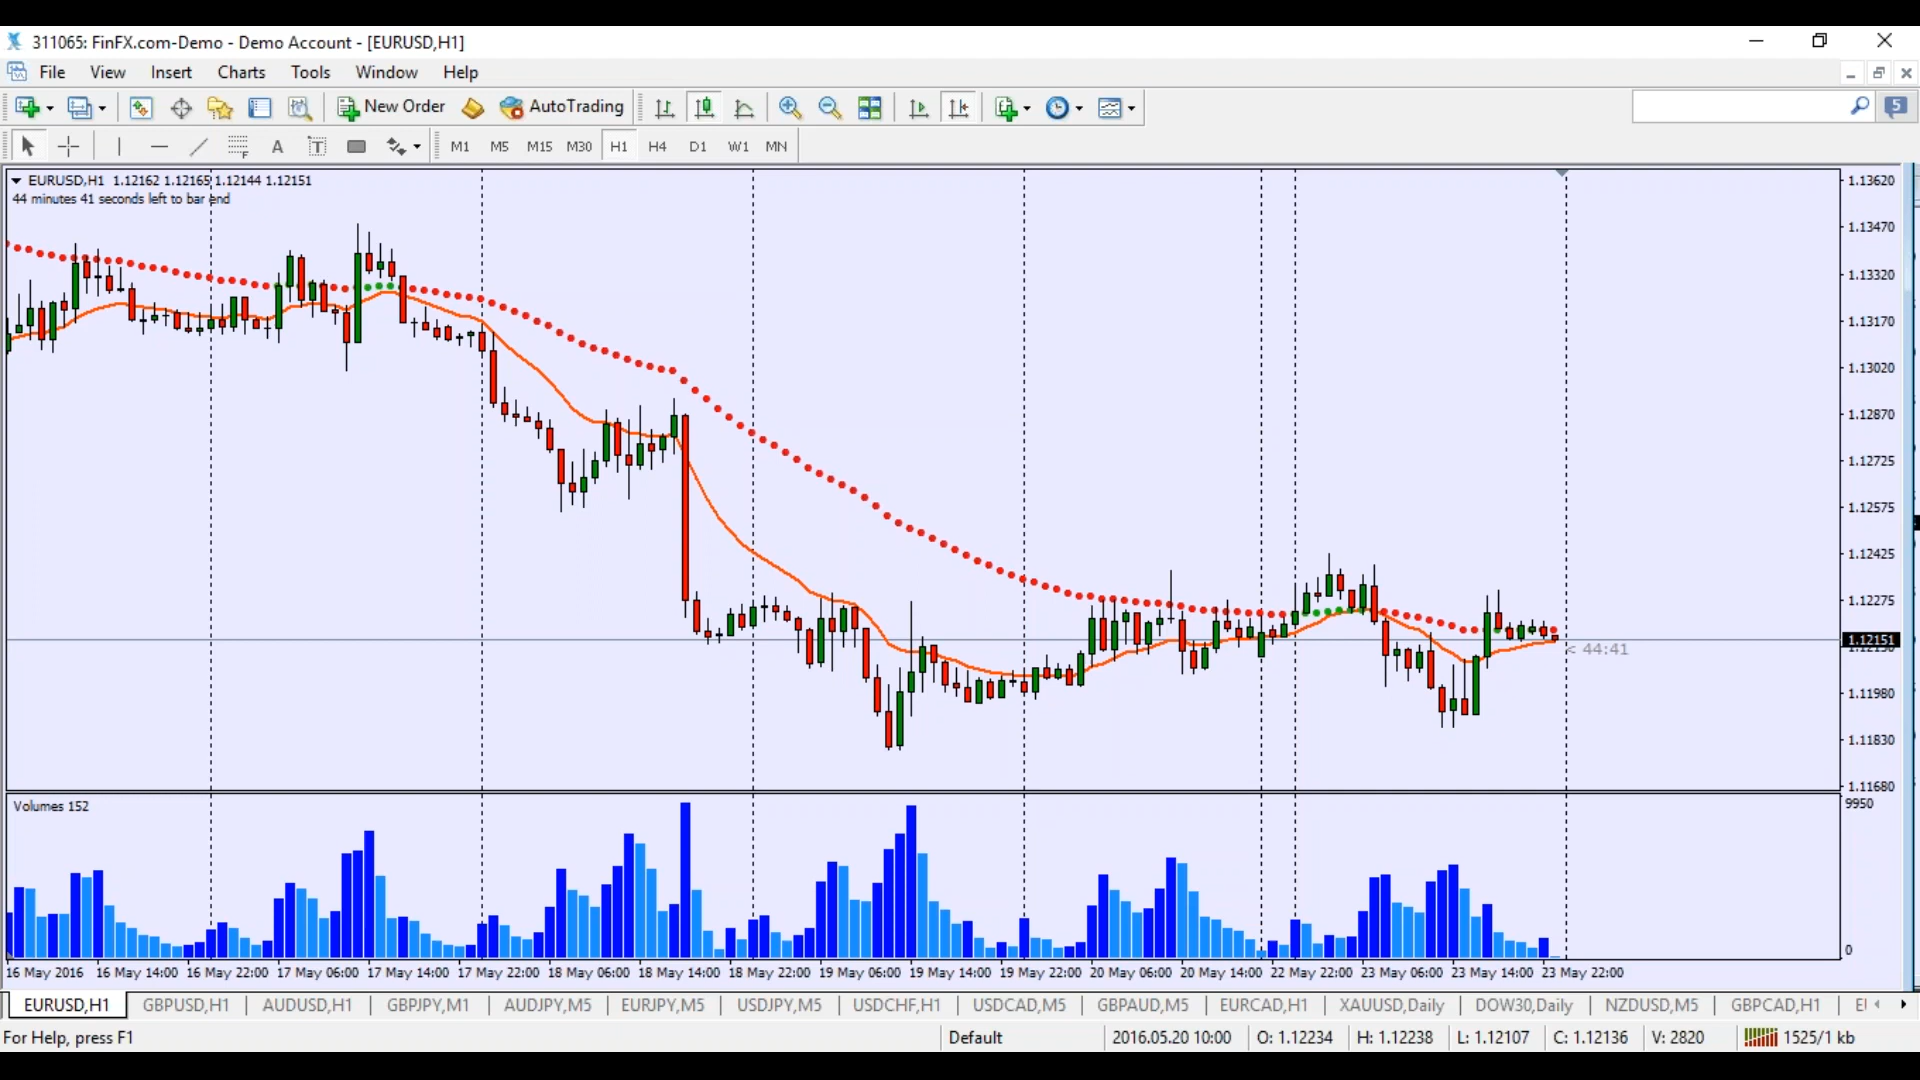 311065: FinFX.com-Demo - Demo Account - [EURUSD,H1]
File View Insert Charts Tools Window Help
New Order AutoTrading 5
A T M1 M5 M15 M30 H1 H4 D1 W1 MN
EURUSD,H1 1.12162 1.12165 1.12144 1.12151
44 minutes 41 seconds left to bar end
1.13620
1.13470
1.13320
1.13170
1.13020
1.12870
1.12725
1.12575
1.12425
1.12275
1.12151
< 44:41
1.11980
1.11830
1.11680
Volumes 152
9950
0
16 May 2016 16 May 14:00 16 May 22:00 17 May 06:00 17 May 14:00 17 May 22:00 18 May 06:00 18 May 14:00 18 May 22:00 19 May 06:00 19 May 14:00 19 May 22:00 20 May 06:00 20 May 14:00 22 May 22:00 23 May 06:00 23 May 14:00 23 May 22:00
EURUSD,H1 GBPUSD,H1 AUDUSD,H1 GBPJPY,M1 AUDJPY,M5 EURJPY,M5 USDJPY,M5 USDCHF,H1 USDCAD,M5 GBPAUD,M5 EURCAD,H1 XAUUSD,Daily DOW30,Daily NZDUSD,M5 GBPCAD,H1
For Help, press F1 Default 2016.05.20 10:00 O: 1.12234 H: 1.12238 L: 1.12107 C: 1.12136 V: 2820 1525/1 kb